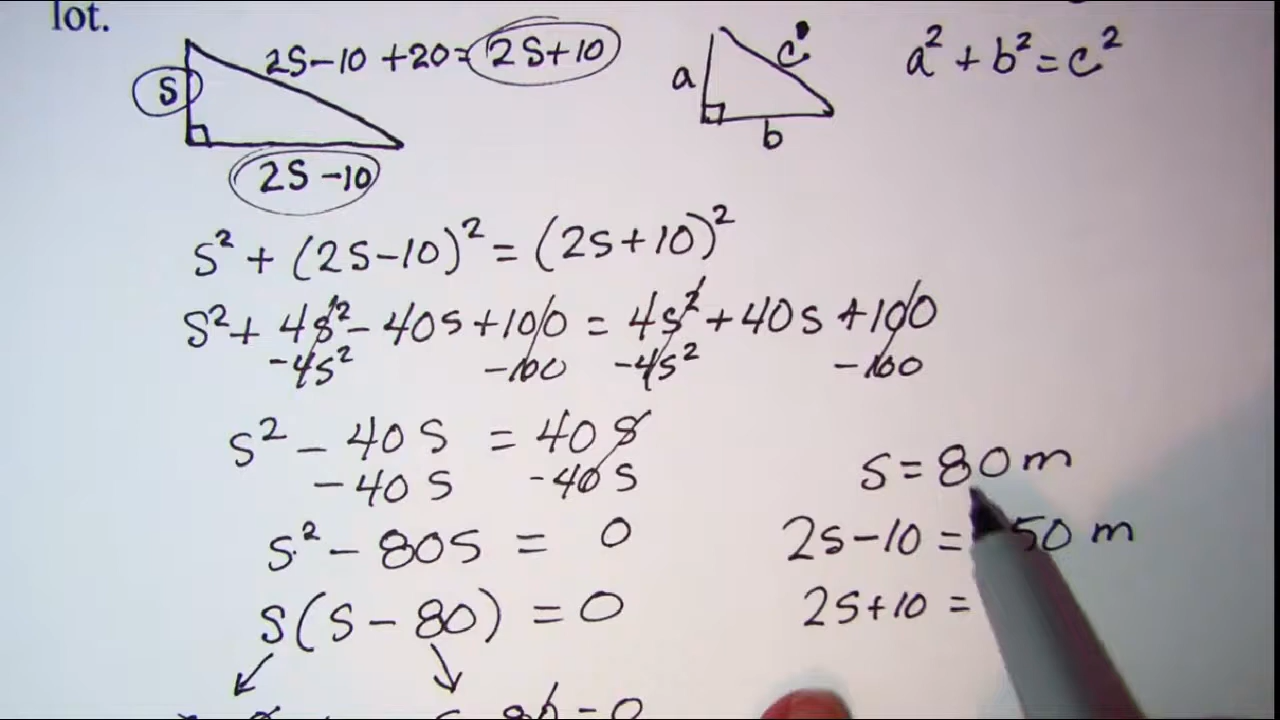 lot.
2S-10+20=2S+10
S
2S-10
a
c
b
a²+b²=c²
S²+(2S-10)²=(2S+10)²
S²+4S²-40S+100=4S²+40S+100
-4S² -100 -4S² -100
S²-40S=40S
-40S -40S
S²-80S=0
S(S-80)=0
S=80m
2S-10= 50 m
2S+10=